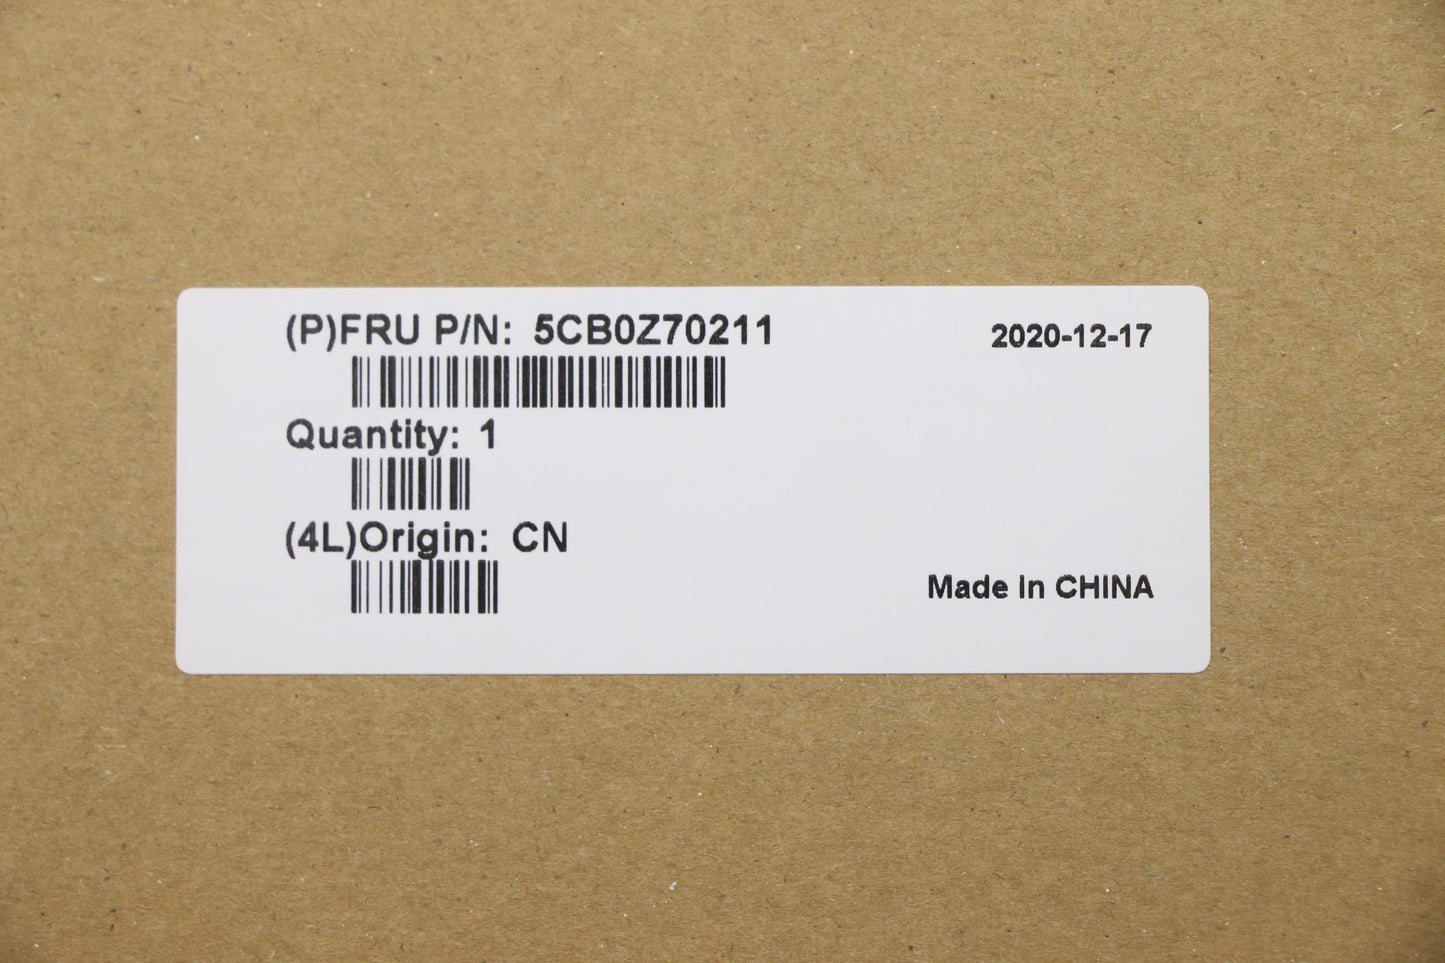 (P)FRU P/N: 5CB0Z70211
2020-12-17
Quantity: 1
(4L)Origin: CN
Made in CHINA